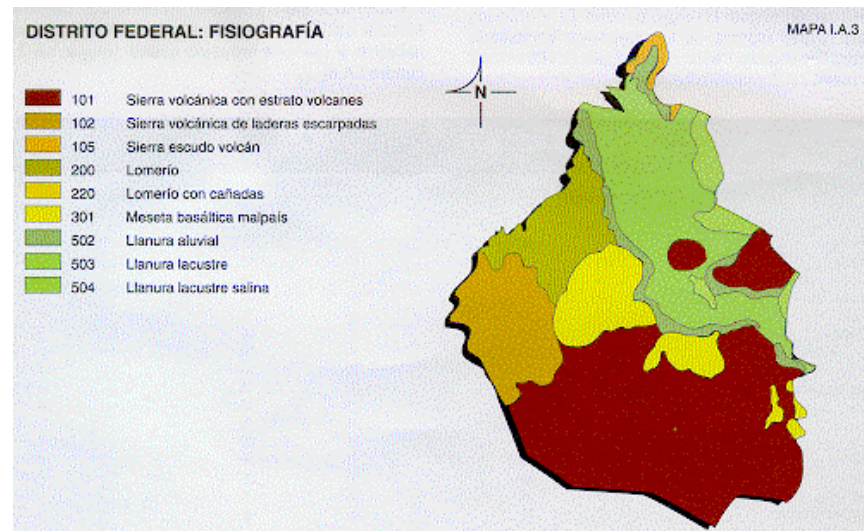 DISTRITO FEDERAL: FISIOGRAFÍA
MAPA I.A.3
N
101 Sierra volcánica con estrato volcanes
102 Sierra volcánica de laderas escarpadas
105 Sierra escudo volcán
200 Lomerío
220 Lomerío con cañadas
301 Meseta basáltica malpaís
502 Llanura aluvial
503 Llanura lacustre
504 Llanura lacustre salina